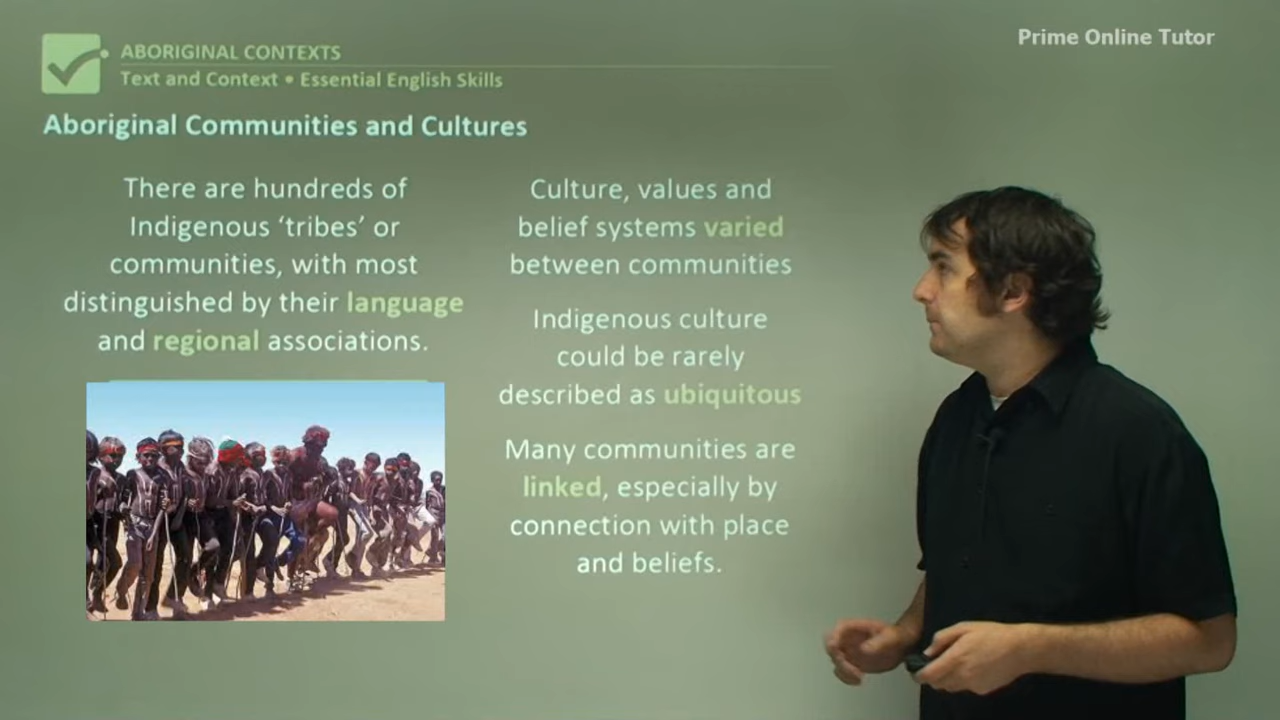 Prime Online Tutor
ABORIGINAL CONTEXTS
Text and Context • Essential English Skills
Aboriginal Communities and Cultures
There are hundreds of
Indigenous ‘tribes’ or
communities, with most
distinguished by their language
and regional associations.
Culture, values and
belief systems varied
between communities
Indigenous culture
could be rarely
described as ubiquitous
Many communities are
linked, especially by
connection with place
and beliefs.